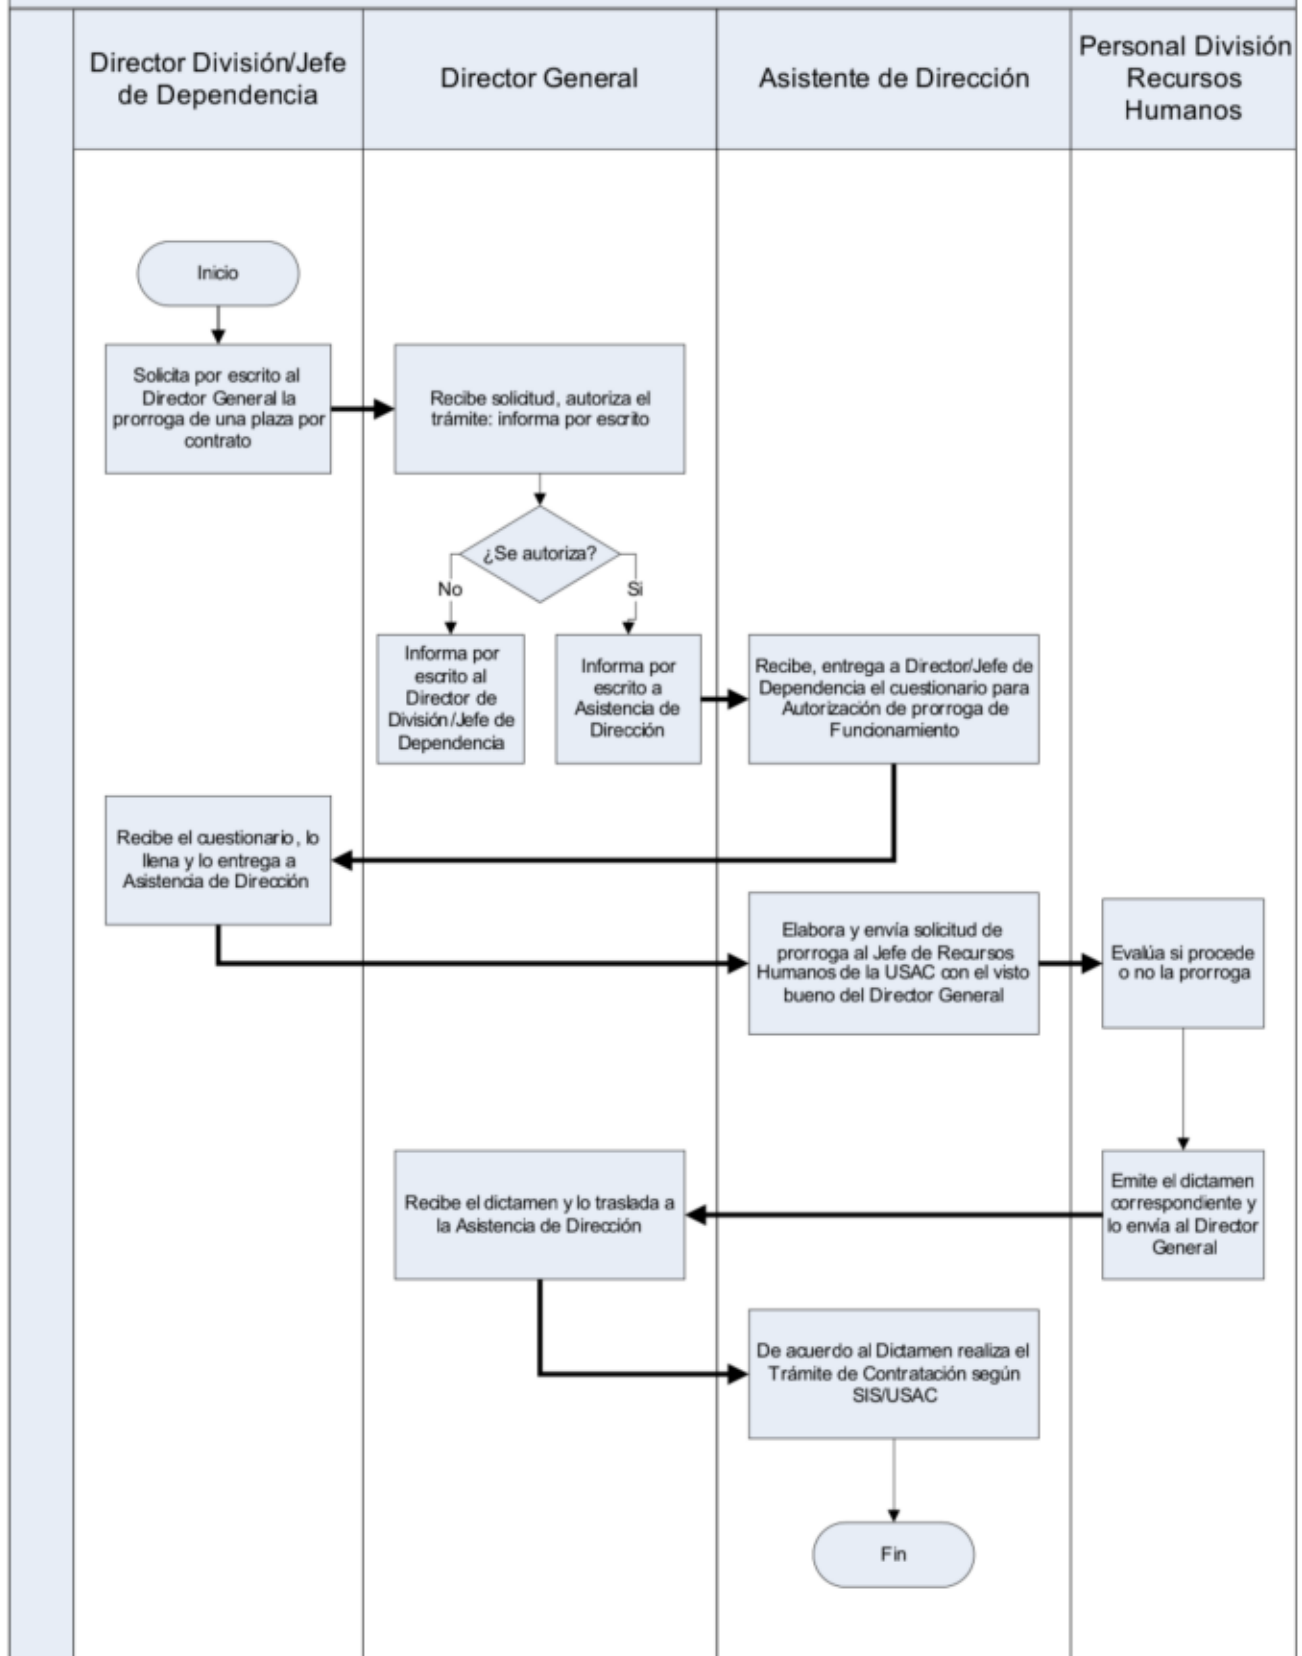 Director División/Jefe
de Dependencia
Director General
Asistente de Dirección
Personal División
Recursos
Humanos
Inicio
Solicita por escrito al
Director General la
prorroga de una plaza por
contrato
Recibe solicitud, autoriza el
trámite: informa por escrito
¿Se autoriza?
No
Si
Informa por
escrito al
Director de
División/Jefe de
Dependencia
Informa por
escrito a
Asistencia de
Dirección
Recibe, entrega a Director/Jefe de
Dependencia el cuestionario para
Autorización de prorroga de
Funcionamiento
Recibe el cuestionario, lo
llena y lo entrega a
Asistencia de Dirección
Elabora y envía solicitud de
prorroga al Jefe de Recursos
Humanos de la USAC con el visto
bueno del Director General
Evalúa si procede
o no la prorroga
Emite el dictamen
correspondiente y
lo envía al Director
General
Recibe el dictamen y lo traslada a
la Asistencia de Dirección
De acuerdo al Dictamen realiza el
Trámite de Contratación según
SIS/USAC
Fin